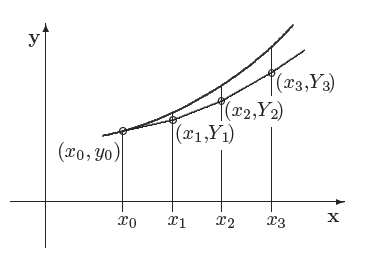 y
(x₃,Y₃)
(x₂,Y₂)
(x₁,Y₁)
(x₀, y₀)
x₀ x₁ x₂ x₃ x